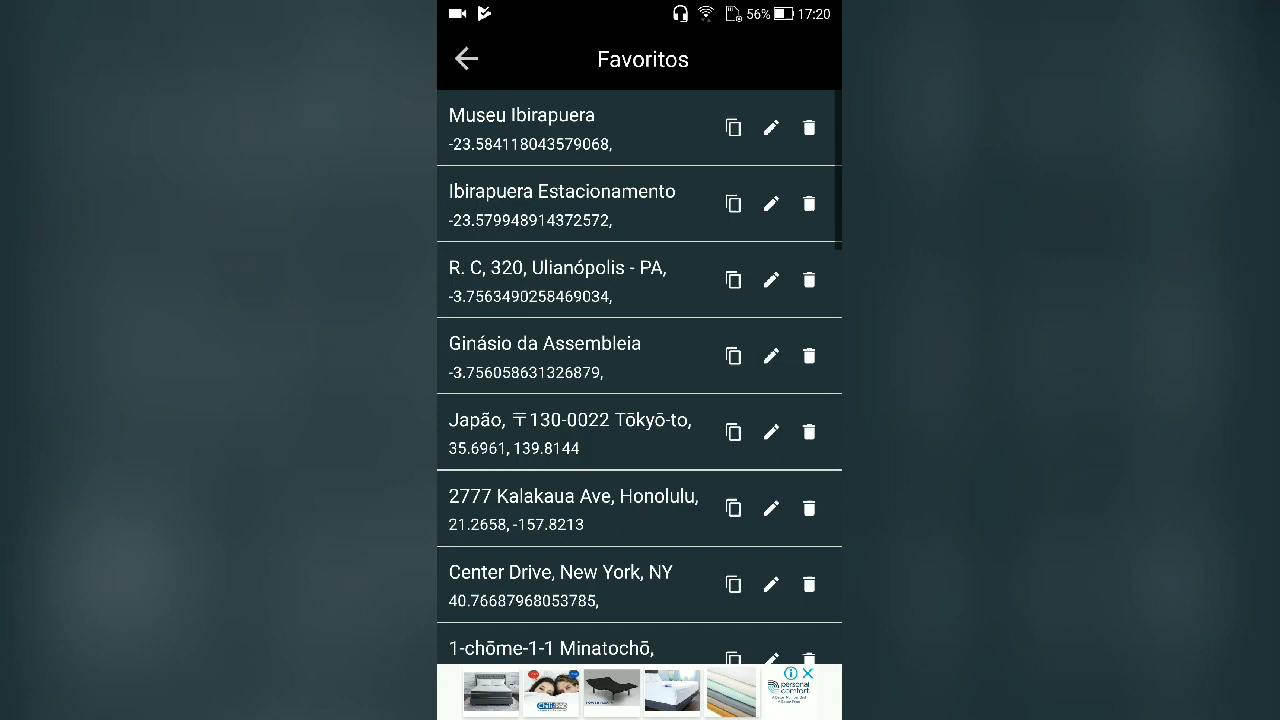 56% 17:20
Favoritos
Museu Ibirapuera
-23.584118043579068,
Ibirapuera Estacionamento
-23.579948914372572,
R. C, 320, Ulianópolis - PA,
-3.7563490258469034,
Ginásio da Assembleia
-3.756058631326879,
Japão, 〒130-0022 Tōkyō-to,
35.6961, 139.8144
2777 Kalakaua Ave, Honolulu,
21.2658, -157.8213
Center Drive, New York, NY
40.76687968053785,
1-chōme-1-1 Minatochō,
personal
comfort.